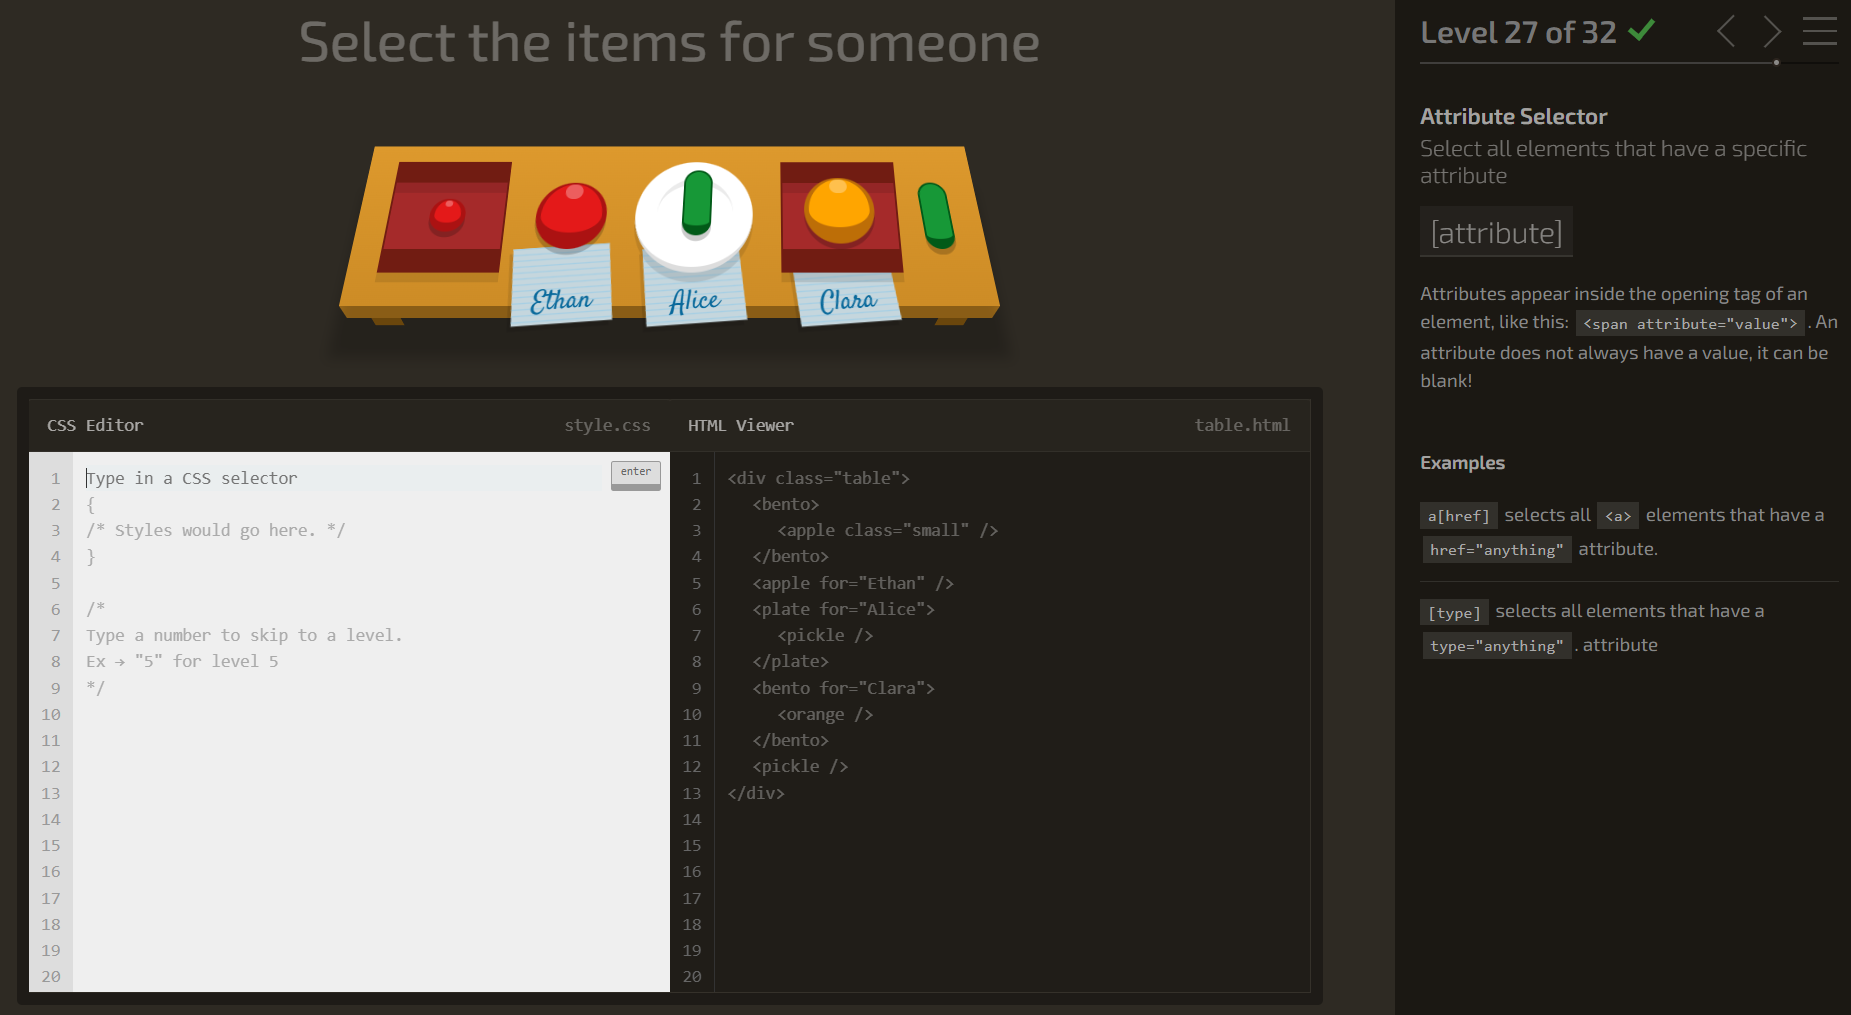 Select the items for someone
Ethan
Alice
Clara
CSS Editor style.css
1 Type in a CSS selector enter
2 {
3 /* Styles would go here. */
4 }
5
6 /*
7 Type a number to skip to a level.
8 Ex → "5" for level 5
9 */
10
11
12
13
14
15
16
17
18
19
20
HTML Viewer table.html
1 <div class="table">
2 <bento>
3 <apple class="small" />
4 </bento>
5 <apple for="Ethan" />
6 <plate for="Alice">
7 <pickle />
8 </plate>
9 <bento for="Clara">
10 <orange />
11 </bento>
12 <pickle />
13 </div>
14
15
16
17
18
19
20
Level 27 of 32
Attribute Selector
Select all elements that have a specific
attribute
[attribute]
Attributes appear inside the opening tag of an
element, like this: <span attribute="value"> . An
attribute does not always have a value, it can be
blank!
Examples
a[href] selects all <a> elements that have a
href="anything" attribute.
[type] selects all elements that have a
type="anything" . attribute